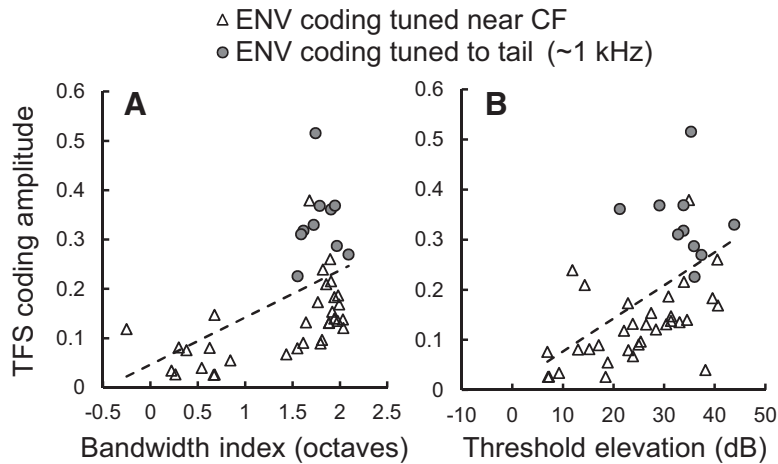 ENV coding tuned near CF
ENV coding tuned to tail (~1 kHz)
A
B
TFS coding amplitude
0.6
0.5
0.4
0.3
0.2
0.1
0
-0.5 0 0.5 1 1.5 2 2.5
Bandwidth index (octaves)
0.6
0.5
0.4
0.3
0.2
0.1
0
-10 0 10 20 30 40 50
Threshold elevation (dB)